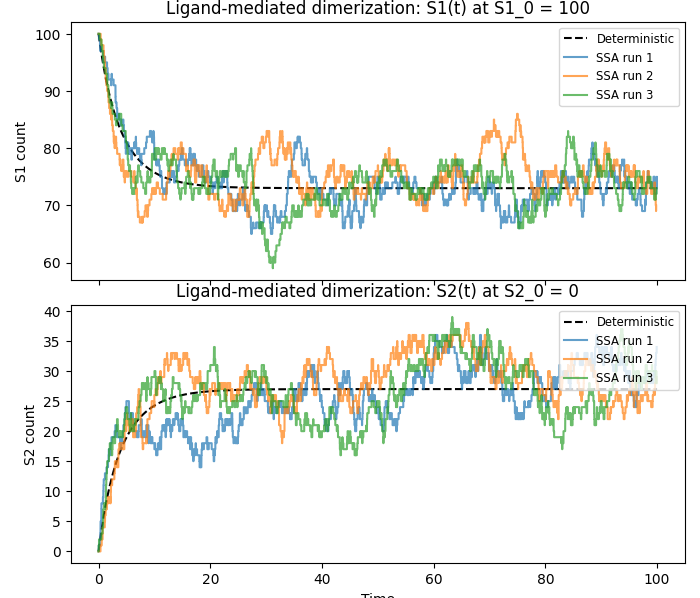 Ligand-mediated dimerization: S1(t) at S1_0 = 100
100
90
80
70
60
S1 count
Deterministic
SSA run 1
SSA run 2
SSA run 3
Ligand-mediated dimerization: S2(t) at S2_0 = 0
40
35
30
25
20
15
10
5
0
S2 count
Deterministic
SSA run 1
SSA run 2
SSA run 3
0 20 40 60 80 100
Time